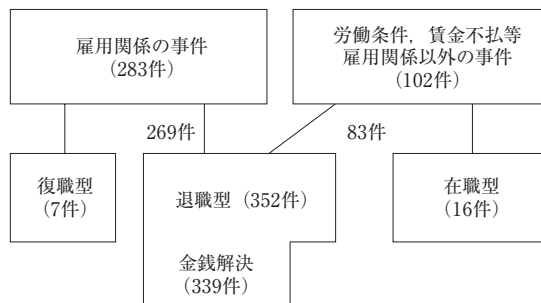 雇用関係の事件
（283件）
労働条件，賃金不払等
雇用関係以外の事件
（102件）
269件
83件
復職型
（7件）
退職型（352件）
在職型
（16件）
金銭解決
（339件）